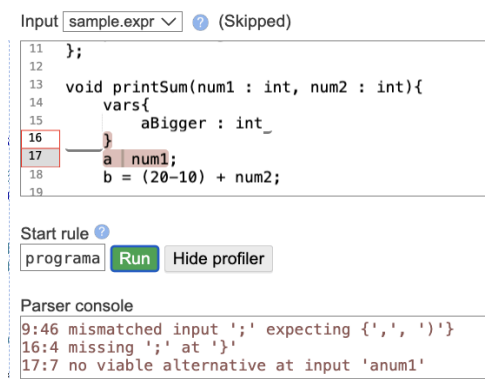 Input sample.expr ? (Skipped)
11 };
12
13 void printSum(num1 : int, num2 : int){
14 vars{
15 aBigger : int
16 }
17 a num1;
18 b = (20-10) + num2;
19
Start rule ?
programa Run Hide profiler
Parser console
9:46 mismatched input ';' expecting {',', ')'}
16:4 missing ';' at '}'
17:7 no viable alternative at input 'anum1'